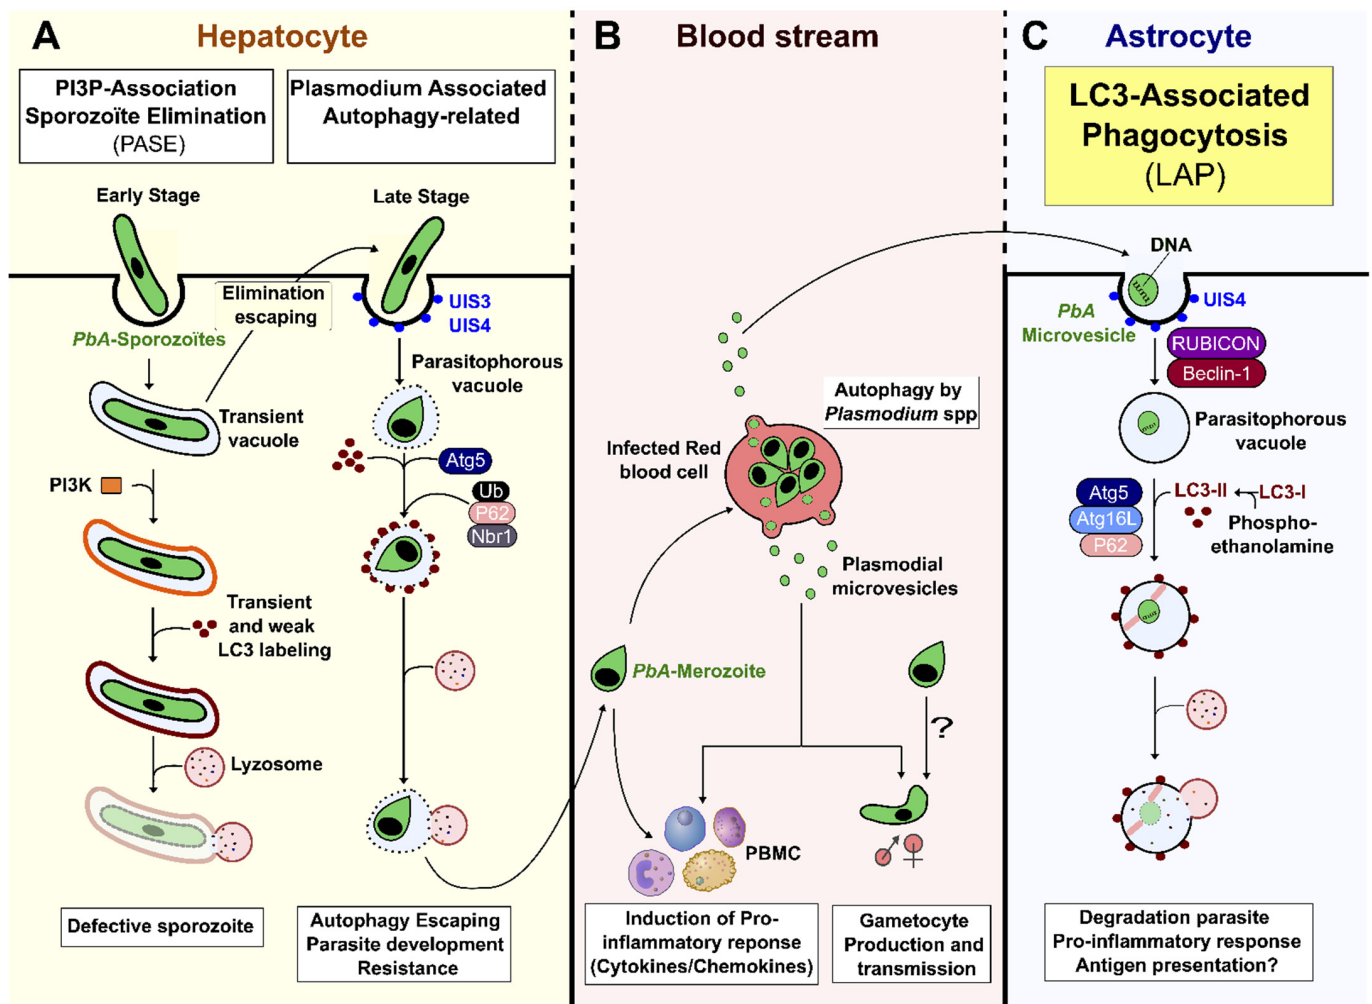 A
Hepatocyte
PI3P-Association
Sporozoïte Elimination
(PASE)
Plasmodium Associated
Autophagy-related
Early Stage
Late Stage
Elimination
escaping
UIS3
UIS4
PbA-Sporozoïtes
Parasitophorous
vacuole
Transient
vacuole
Atg5
PI3K
Ub
P62
Nbr1
Transient
and weak
LC3 labeling
Lyzosome
Defective sporozoite
Autophagy Escaping
Parasite development
Resistance
B
Blood stream
Autophagy by
Plasmodium spp
Infected Red
blood cell
Plasmodial
microvesicles
PbA-Merozoite
?
PBMC
Induction of Pro-
inflammatory reponse
(Cytokines/Chemokines)
Gametocyte
Production and
transmission
C
Astrocyte
LC3-Associated
Phagocytosis
(LAP)
DNA
UIS4
PbA
Microvesicle
RUBICON
Beclin-1
Parasitophorous
vacuole
Atg5
Atg16L
P62
LC3-II
LC3-I
Phospho-
ethanolamine
Degradation parasite
Pro-inflammatory response
Antigen presentation?